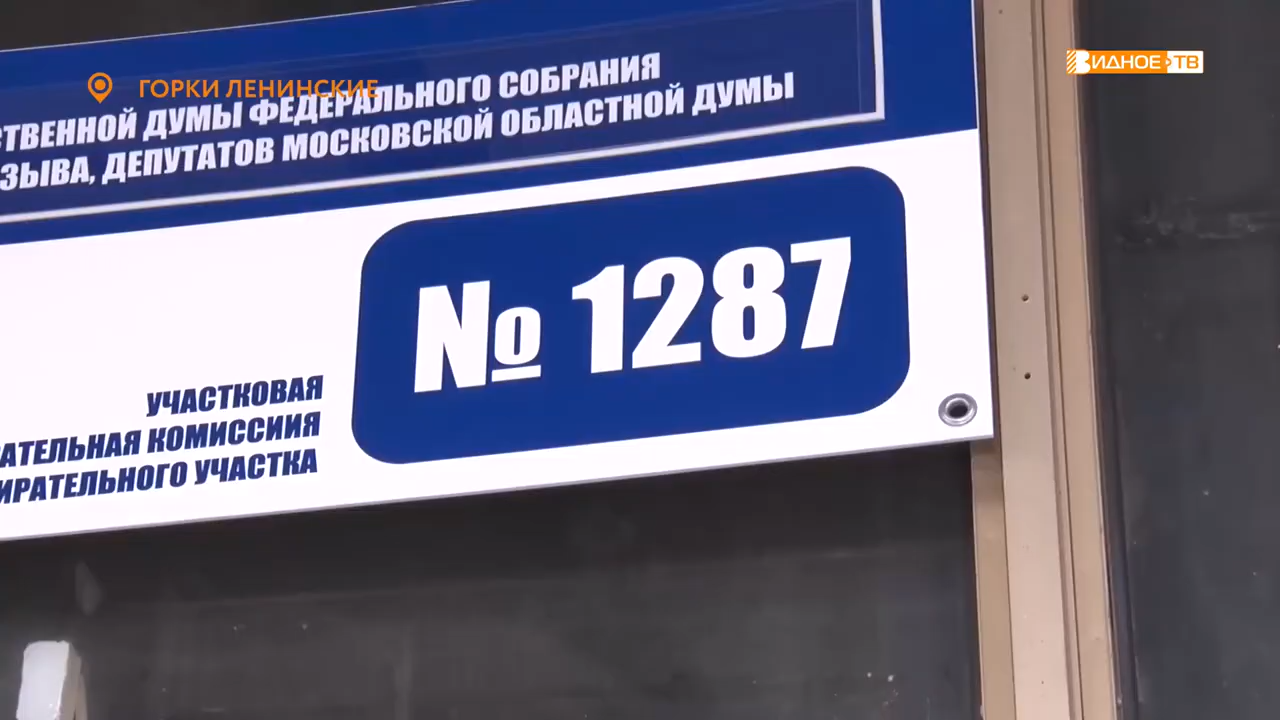 ГОРКИ ЛЕНИНСКИЕ
ВИДНОЕ ТВ
СТВЕННОЙ ДУМЫ ФЕДЕРАЛЬНОГО СОБРАНИЯ
ЗЫВА, ДЕПУТАТОВ МОСКОВСКОЙ ОБЛАСТНОЙ ДУМЫ
№ 1287
УЧАСТКОВАЯ
АТЕЛЬНАЯ КОМИССИИЯ
ИРАТЕЛЬНОГО УЧАСТКА